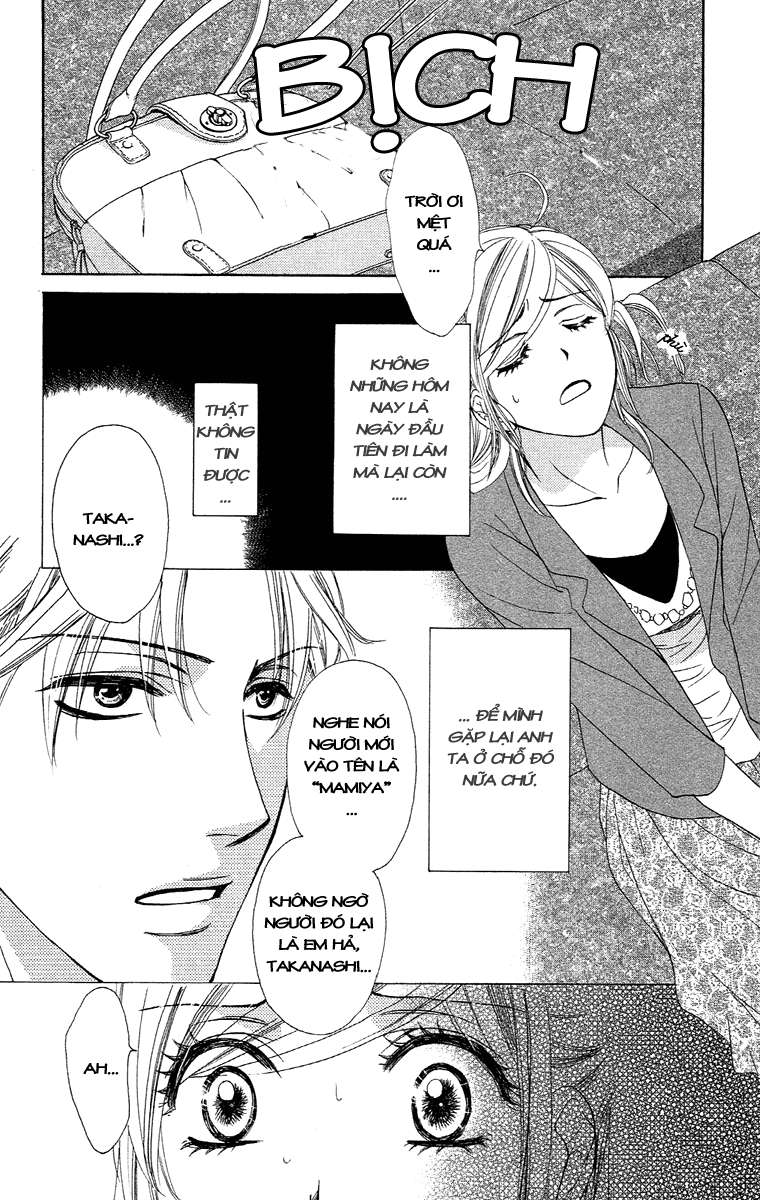 BỊCH
TRỜI ƠI
MỆT
QUÁ
...
phù
KHÔNG
NHỮNG HÔM
NAY LÀ
NGÀY ĐẦU
TIÊN ĐI LÀM
MÀ LẠI CÒN
....
THẬT
KHÔNG
TIN
ĐƯỢC
...
TAKA-
NASHI...?
... ĐỂ MÌNH
GẶP LẠI ANH
TA Ở CHỖ ĐÓ
NỮA CHỨ.
NGHE NÓI
NGƯỜI MỚI
VÀO TÊN LÀ
“MAMIYA”
...
KHÔNG NGỜ
NGƯỜI ĐÓ LẠI
LÀ EM HẢ,
TAKANASHI...
AH...